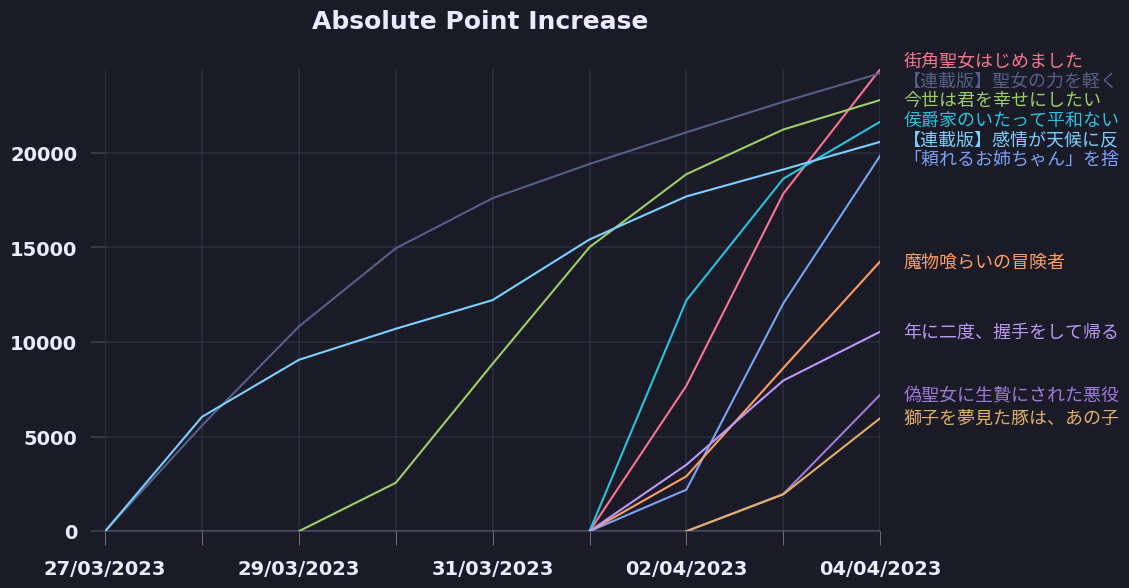 Absolute Point Increase
街角聖女はじめました
【連載版】聖女の力を軽く
今世は君を幸せにしたい
侯爵家のいたって平和ない
【連載版】感情が天候に反
「頼れるお姉ちゃん」を捨
魔物喰らいの冒険者
年に二度、握手をして帰る
偽聖女に生贄にされた悪役
獅子を夢見た豚は、あの子
20000
15000
10000
5000
0
27/03/2023
29/03/2023
31/03/2023
02/04/2023
04/04/2023